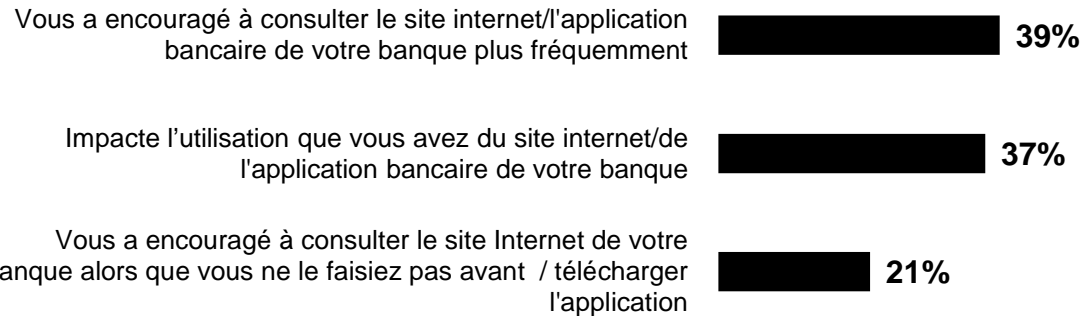 Vous a encouragé à consulter le site internet/l'application
bancaire de votre banque plus fréquemment
39%
Impacte l’utilisation que vous avez du site internet/de
l'application bancaire de votre banque
37%
Vous a encouragé à consulter le site Internet de votre
anque alors que vous ne le faisiez pas avant / télécharger
l'application
21%